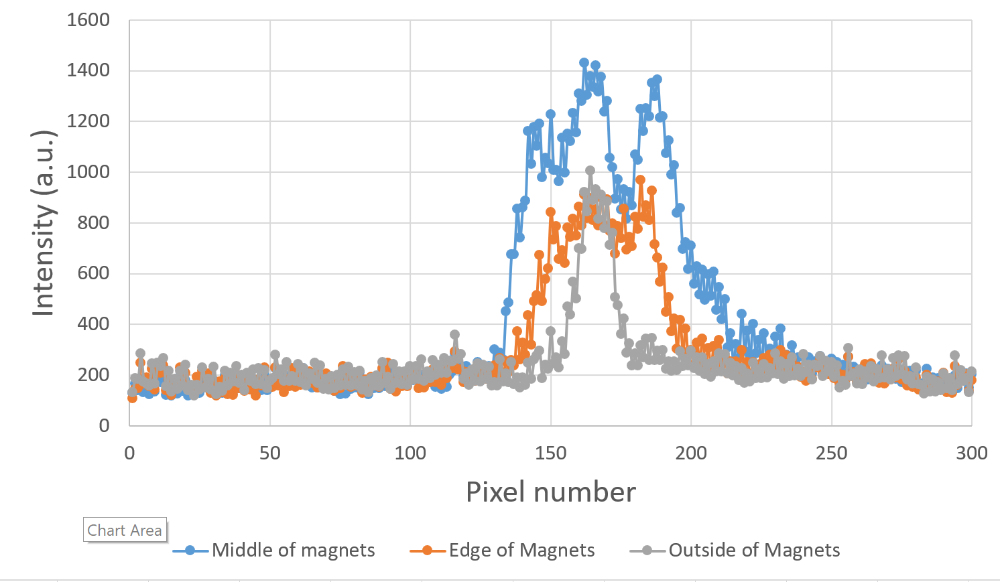 1600
1400
1200
1000
800
600
400
200
0
Intensity (a.u.)
0 50 100 150 200 250 300
Pixel number
Chart Area
Middle of magnets Edge of Magnets Outside of Magnets